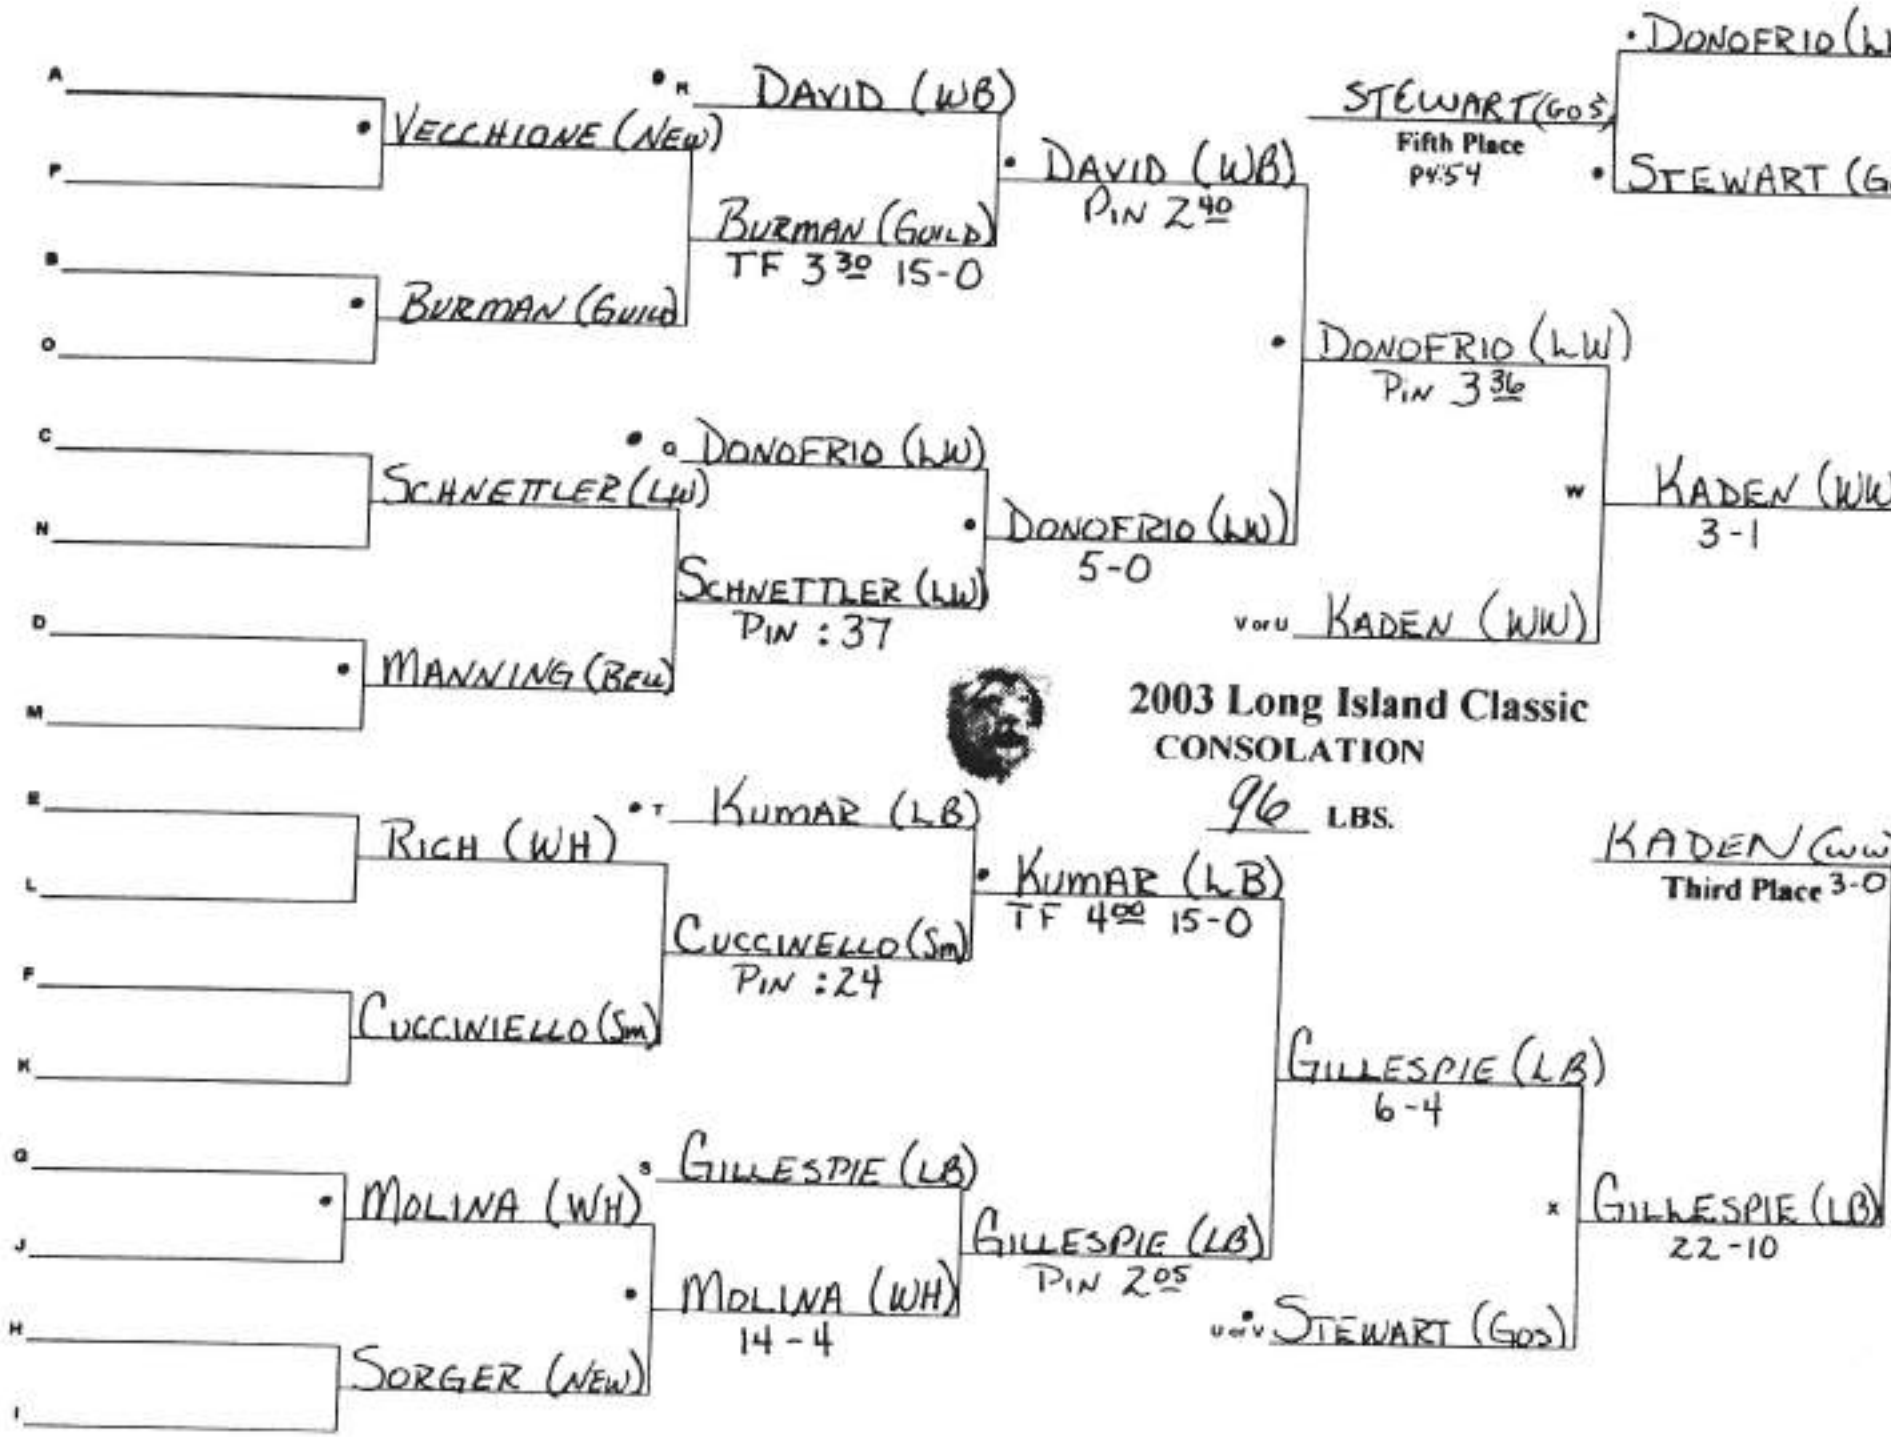 • DONOFRIO (L
A
• R DAVID (WB)
STEWART (GOS)
• VECCHIONE (NEW)
Fifth Place
P4:54
P
• DAVID (WB)
• STEWART (G
PIN 2 40
BURMAN (GUILD)
B
TF 3 30 15-0
• BURMAN (GUILD)
O
• DONOFRIO (LW)
PIN 3 36
C
• Q DONOFRIO (LW)
SCHNETTLER (LW)
W KADEN (WW)
N
• DONOFRIO (LW)
3-1
5-0
SCHNETTLER (LW)
D
PIN :37
V or U KADEN (WW)
• MANNING (BELL)
M
2003 Long Island Classic
CONSOLATION
E
• T KUMAR (LB)
96 LBS.
RICH (WH)
KADEN (WW)
L
• KUMAR (LB)
Third Place 3-0
TF 4 00 15-0
CUCCINELLO (Sm)
F
PIN :24
CUCCINIELLO (Sm)
K
GILLESPIE (LB)
6-4
G
S GILLESPIE (LB)
• MOLINA (WH)
X GILLESPIE (LB)
J
GILLESPIE (LB)
22-10
PIN 2 05
• MOLINA (WH)
H
14-4
U or V • STEWART (GOS)
SORGER (NEW)
I